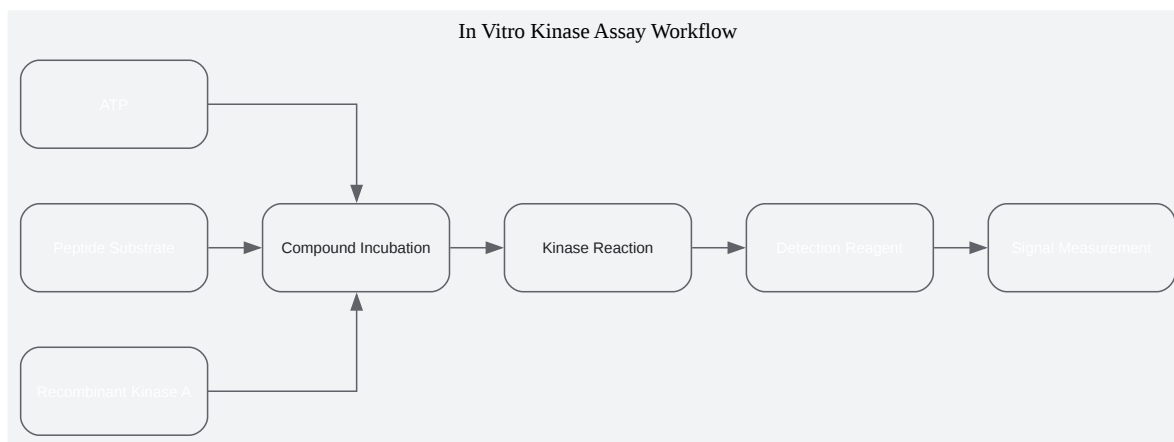 In Vitro Kinase Assay Workflow
ATP
Peptide Substrate
Compound Incubation
Kinase Reaction
Detection Reagent
Signal Measurement
Recombinant Kinase A